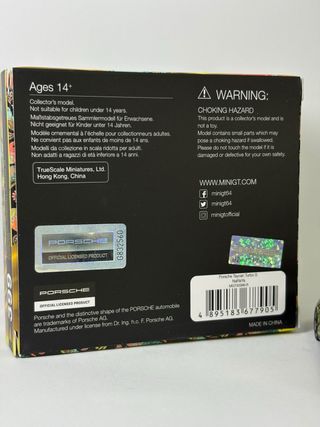 Ages 14+
Collector's model.
Not suitable for children under 14 years.
Maßstabsgetreues Sammlermodell für Erwachsene.
Nicht geeignet für Kinder unter 14 Jahren.
Modèle ornemental à l'échelle pour collectionneurs adultes.
Ne convient pas aux enfants de moins de 14 ans.
Modelli da collezione in scala ridotta per adulti.
Non adatti a ragazzi di età inferiore a 14 anni.
TrueScale Miniatures, Ltd.
Hong Kong, China
WARNING:
CHOKING HAZARD
This product is a collector's model and is
not a toy.
Model contains small parts which may
pose a choking hazard if swallowed.
Please do not touch the model if it is
damaged or defective for your own safety.
WWW.MINIGT.COM
minigt64
minigt64
minigtofficial
PORSCHE
OFFICIAL LICENSED PRODUCT
G832560
PORSCHE
OFFICIAL LICENSED PRODUCT
Porsche and the distinctive shape of the PORSCHE automobile
are trademarks of Porsche AG.
Manufactured under license from Dr. Ing. h.c. F. Porsche AG.
Porsche Taycan Turbo S
4 895183 677905
MADE IN CHINA